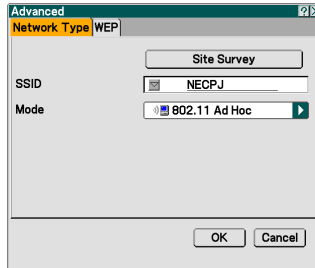 Advanced
Network Type WEP
Site Survey
SSID NECPJ
Mode 802.11 Ad Hoc
OK Cancel